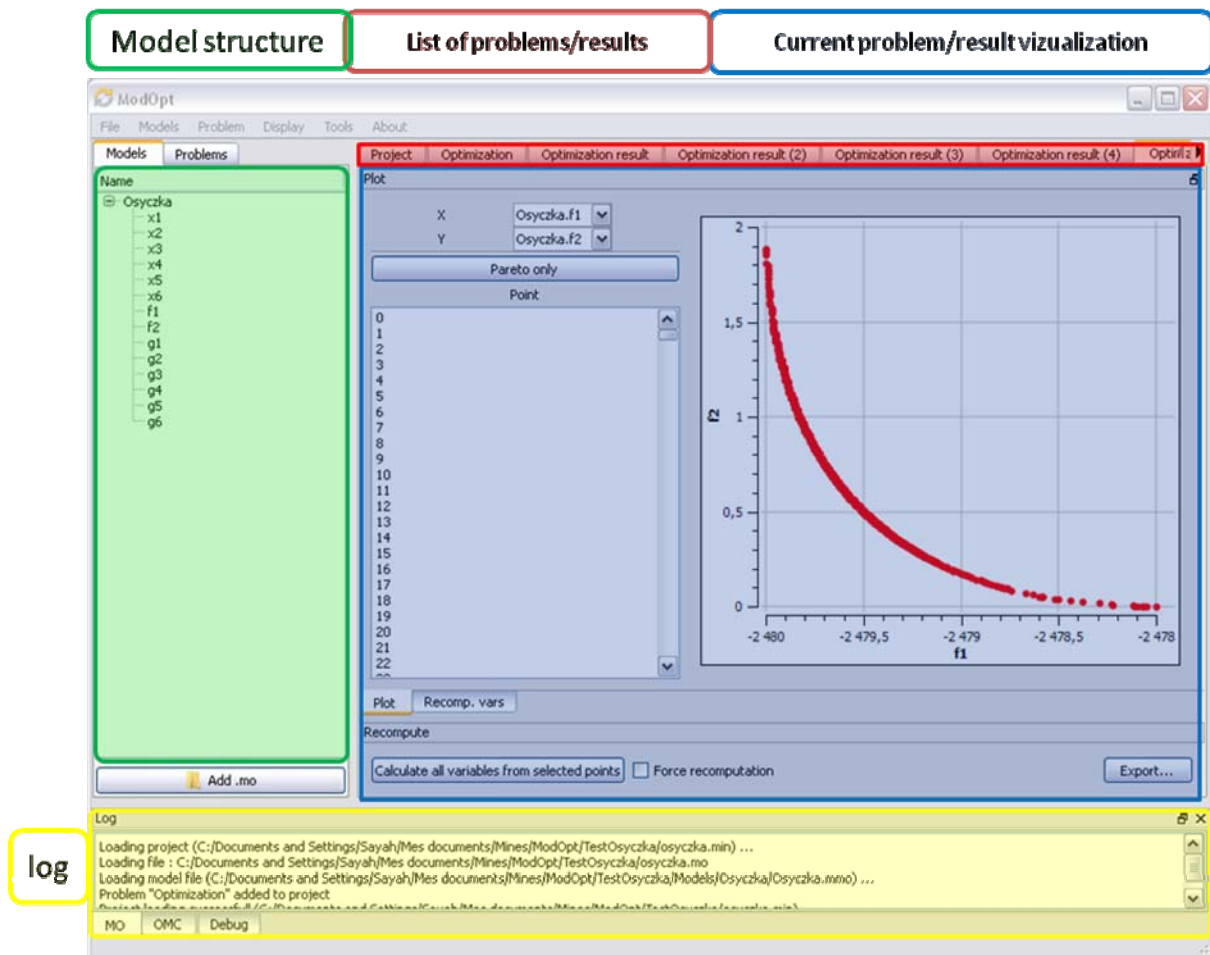 Model structure
List of problems/results
Current problem/result vizualization
ModOpt
File Models Problem Display Tools About
Models Problems
Project Optimization Optimization result Optimization result (2) Optimization result (3) Optimization result (4)
Name
Osyczka
x1
x2
x3
x4
x5
x6
f1
f2
g1
g2
g3
g4
g5
g6
Add .mo
Plot
X Osyczka.f1
Y Osyczka.f2
Pareto only
Point
0
1
2
3
4
5
6
7
8
9
10
11
12
13
14
15
16
17
18
19
20
21
22
2
1,5
1
0,5
0
f2
-2 480 -2 479,5 -2 479 -2 478,5 -2 478
f1
Plot Recomp. vars
Recompute
Calculate all variables from selected points Force recomputation Export...
log
Log
Loading project (C:/Documents and Settings/Sayah/Mes documents/Mines/ModOpt/TestOsyczka/osyczka.min) ...
Loading file : C:/Documents and Settings/Sayah/Mes documents/Mines/ModOpt/TestOsyczka/osyczka.mo
Loading model file (C:/Documents and Settings/Sayah/Mes documents/Mines/ModOpt/TestOsyczka/Models/Osyczka/Osyczka.mmo) ...
Problem "Optimization" added to project
MO OMC Debug